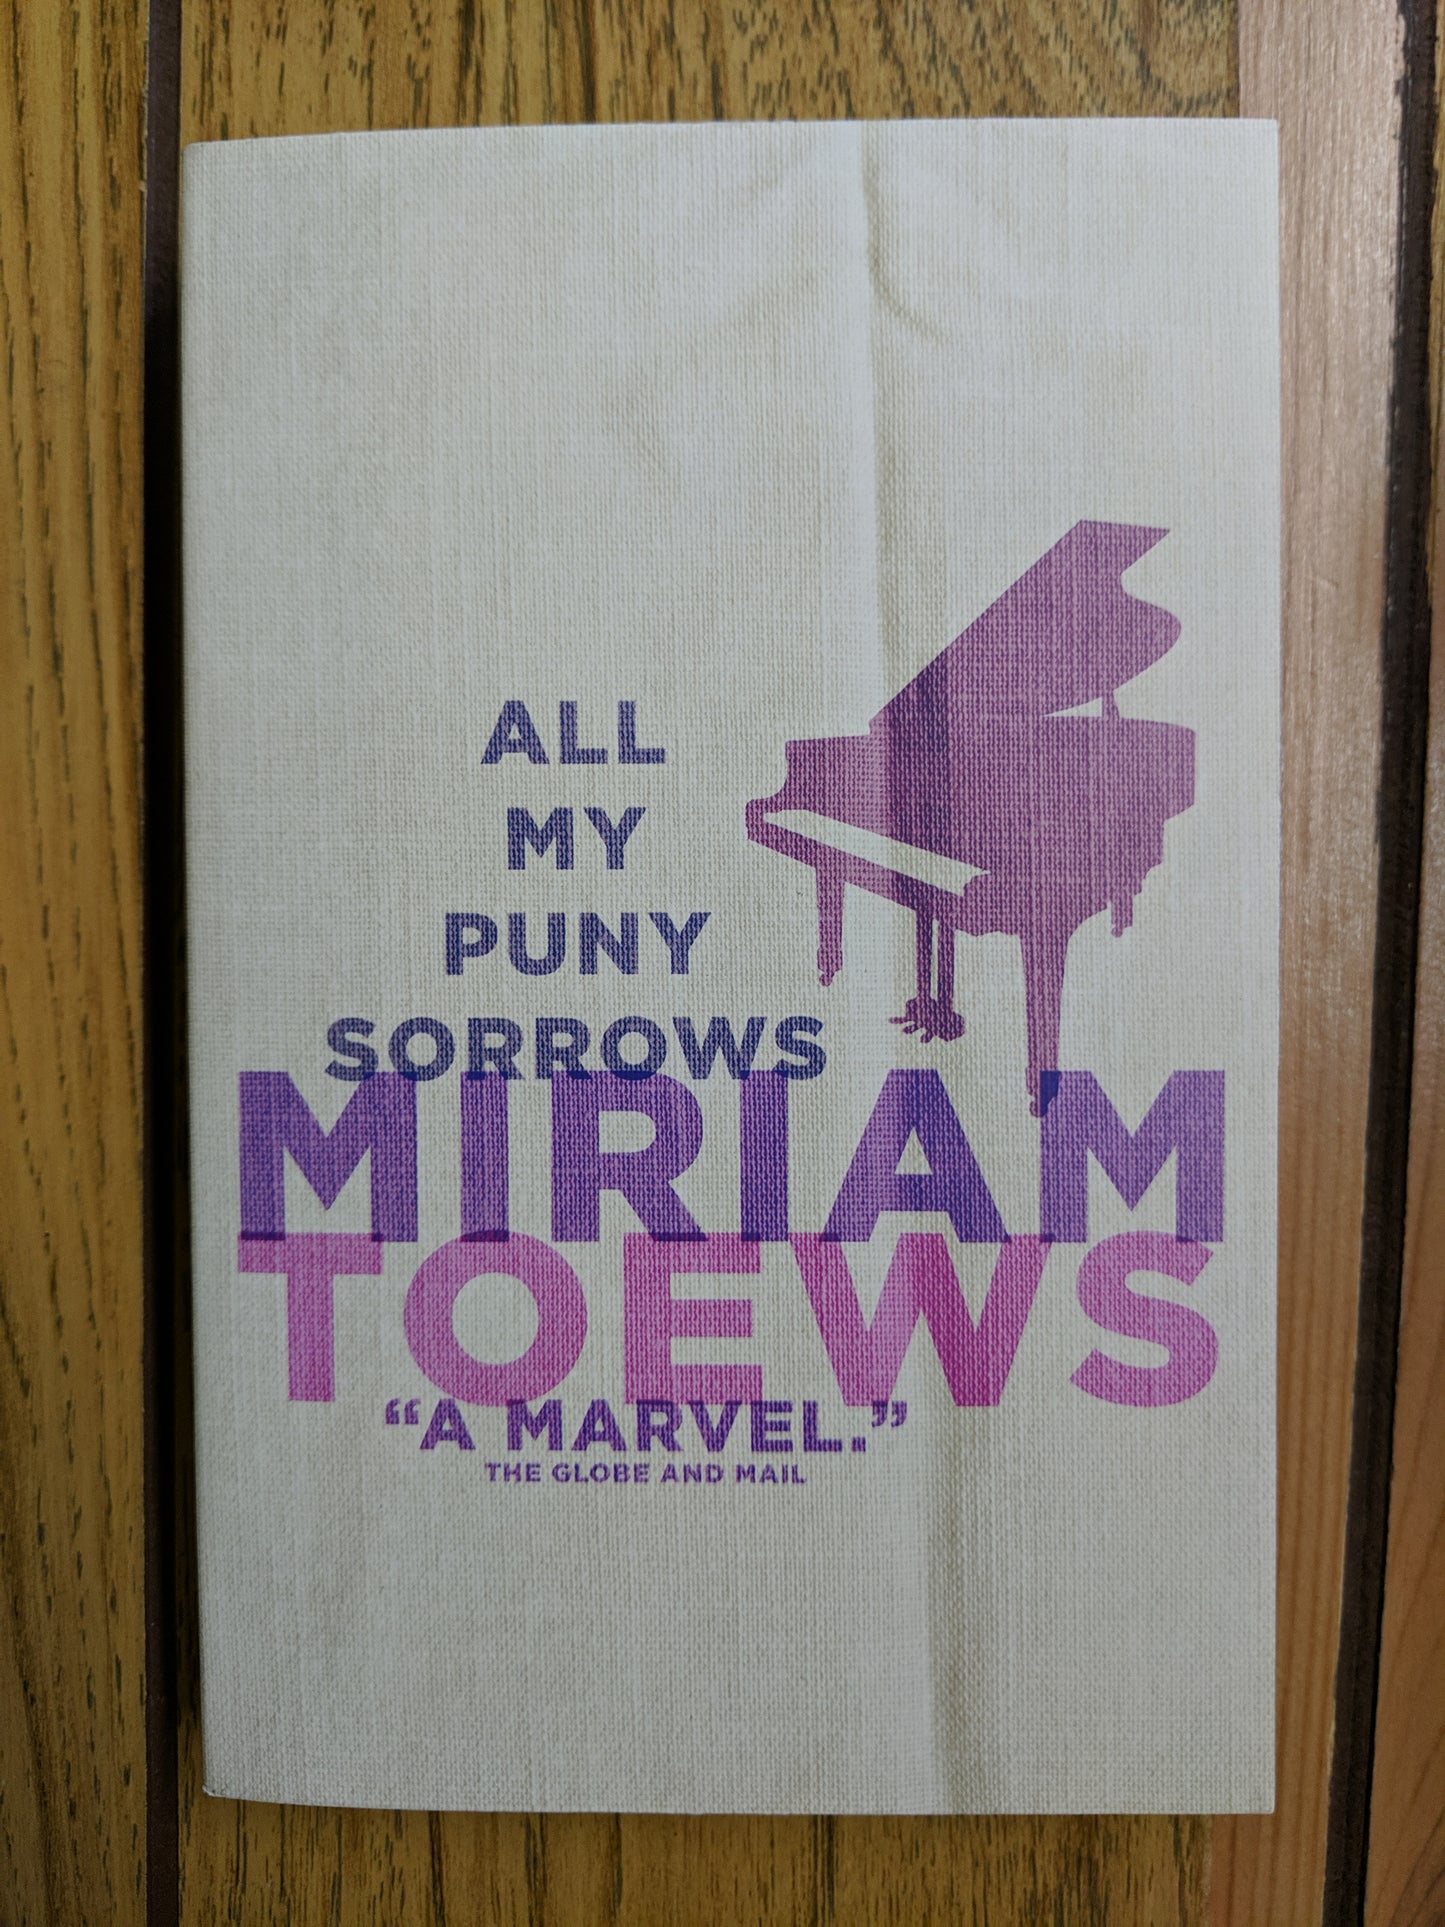 ALL
MY
PUNY
SORROWS
MIRIAM
TOEWS
“A MARVEL.”
THE GLOBE AND MAIL